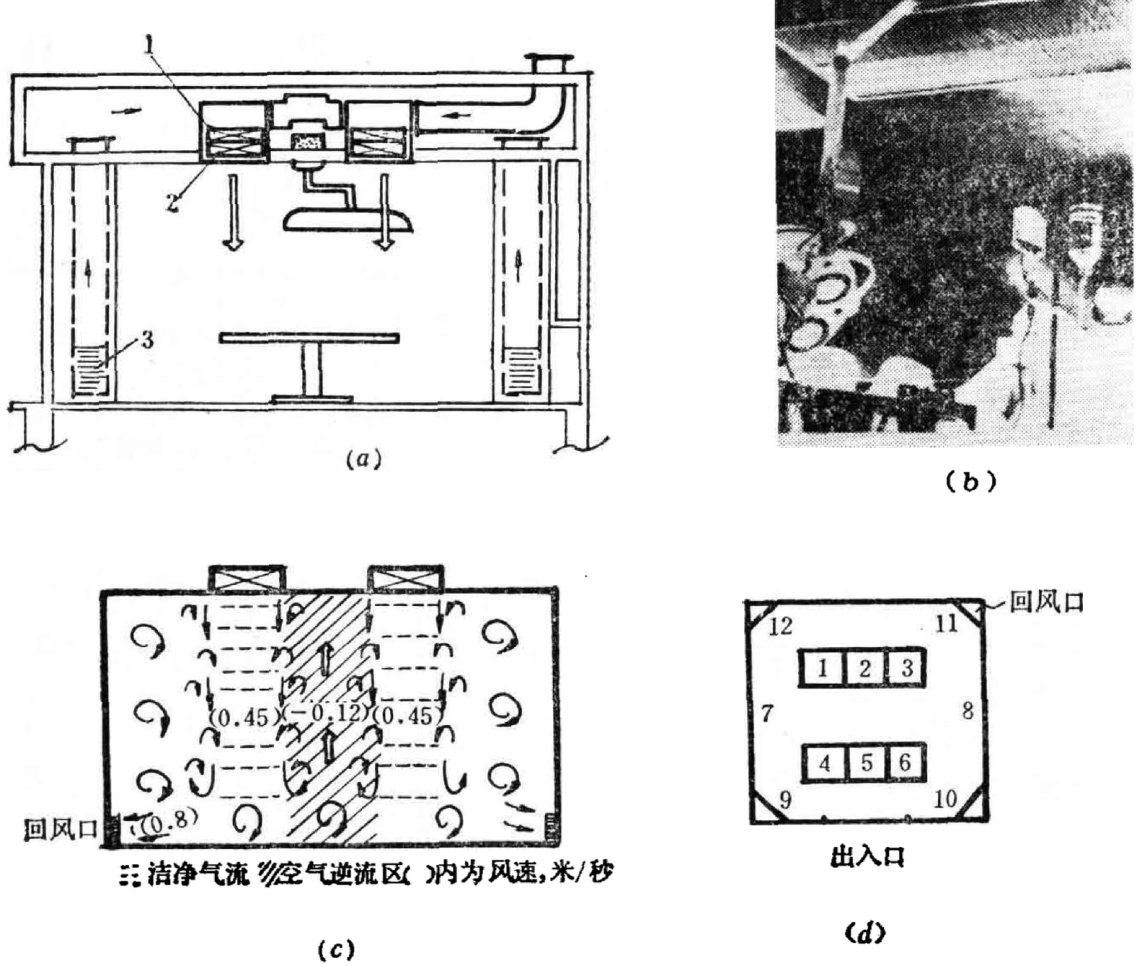 1
2
3
(a)
(b)
(0.45)
(-0.12)
(0.45)
回风口
(0.8)
洁净气流 空气逆流区( )内为风速,米/秒
(c)
回风口
12
11
1 2 3
7
8
4 5 6
9
10
出入口
(d)